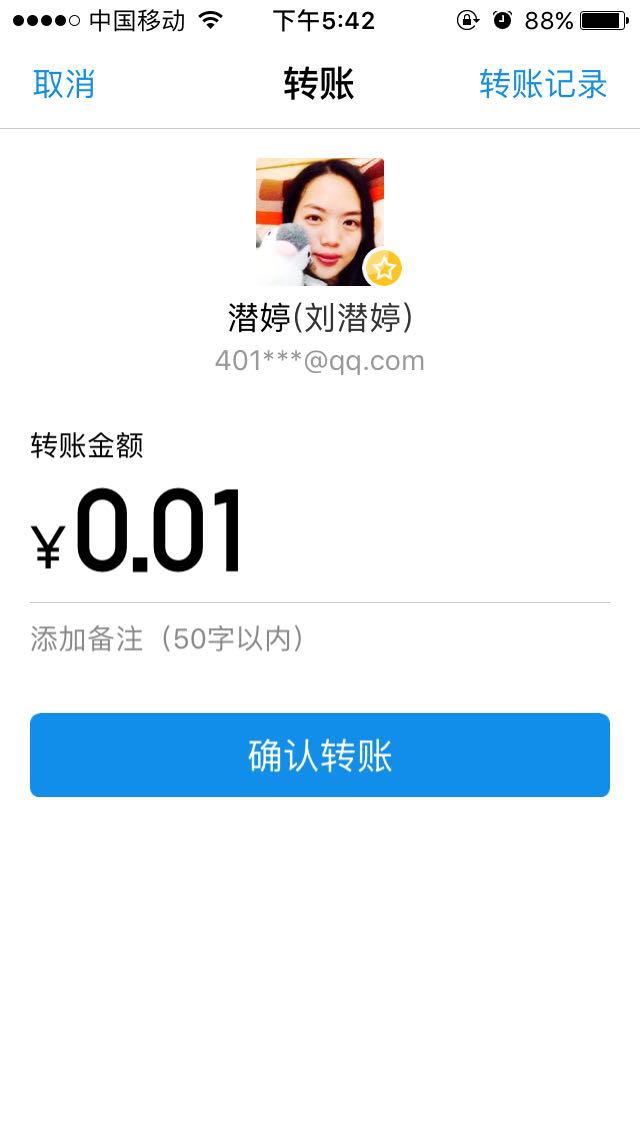 中国移动 下午5:42 88%
取消 转账 转账记录
潜婷(刘潜婷)
401***@qq.com
转账金额
¥0.01
添加备注（50字以内）
确认转账